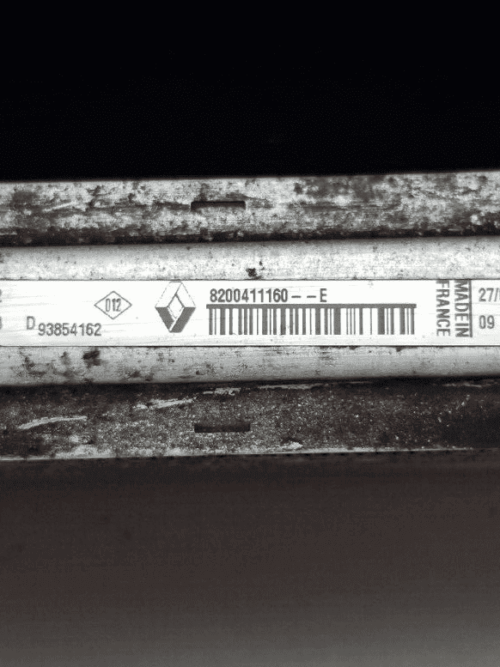 D12
8200411160--E
D 93854162
MADE IN
FRANCE
27/
09